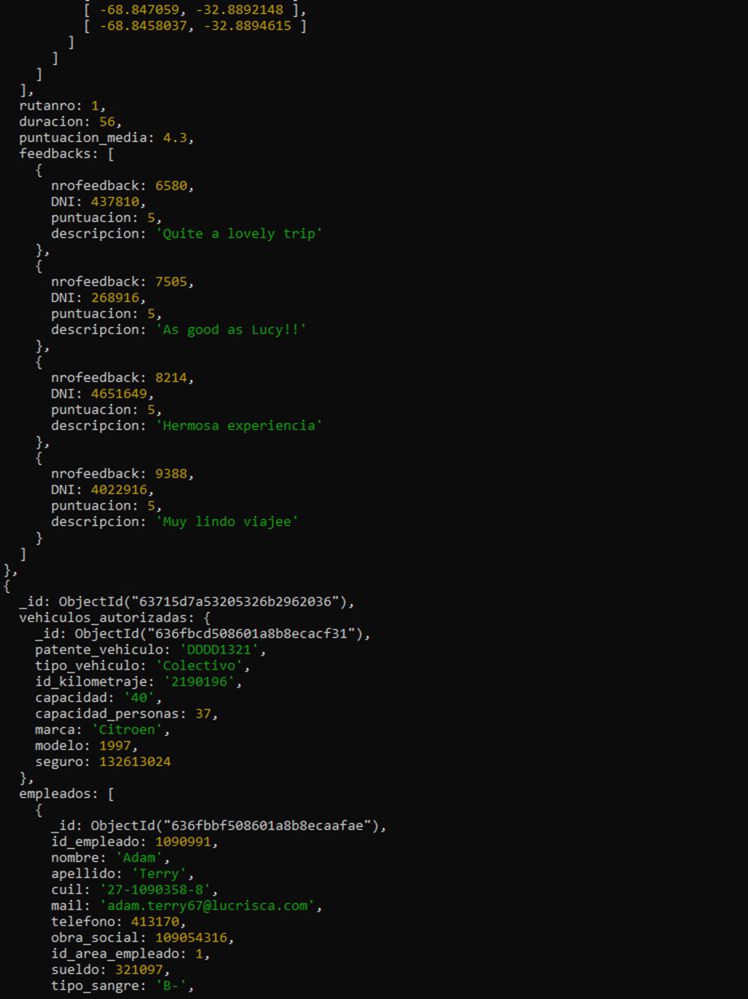 [ -68.847059, -32.8892148 ],
[ -68.8458037, -32.8894615 ]
]
]
]
],
rutanro: 1,
duracion: 56,
puntuacion_media: 4.3,
feedbacks: [
{
nrofeedback: 6580,
DNI: 437810,
puntuacion: 5,
descripcion: 'Quite a lovely trip'
},
{
nrofeedback: 7505,
DNI: 268916,
puntuacion: 5,
descripcion: 'As good as Lucy!!'
},
{
nrofeedback: 8214,
DNI: 4651649,
puntuacion: 5,
descripcion: 'Hermosa experiencia'
},
{
nrofeedback: 9388,
DNI: 4022916,
puntuacion: 5,
descripcion: 'Muy lindo viajee'
}
]
},
{
_id: ObjectId("63715d7a53205326b2962036"),
vehiculos_autorizadas: {
_id: ObjectId("636fbcd508601a8b8ecacf31"),
patente_vehiculo: 'DDDD1321',
tipo_vehiculo: 'Colectivo',
id_kilometraje: '2190196',
capacidad: '40',
capacidad_personas: 37,
marca: 'Citroen',
modelo: 1997,
seguro: 132613024
},
empleados: [
{
_id: ObjectId("636fbbf508601a8b8ecaafae"),
id_empleado: 1090991,
nombre: 'Adam',
apellido: 'Terry',
cuil: '27-1090358-8',
mail: 'adam.terry67@lucrisca.com',
telefono: 413170,
obra_social: 109054316,
id_area_empleado: 1,
sueldo: 321097,
tipo_sangre: 'B-',